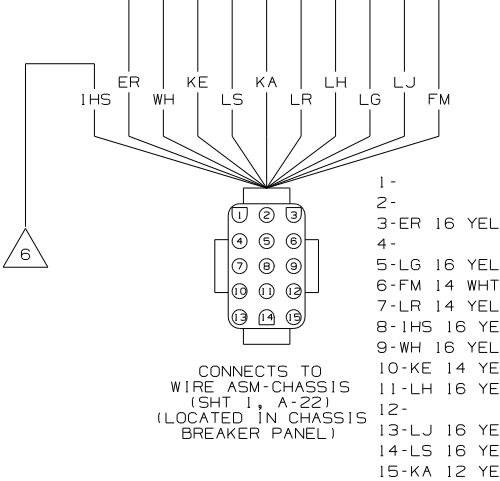 ER KE KA LH LJ
1HS WH LS LR LG FM
6
1 2 3
4 5 6
7 8 9
10 11 12
13 14 15
CONNECTS TO
WIRE ASM-CHASSIS
(SHT 1, A-22)
(LOCATED IN CHASSIS
BREAKER PANEL)
1-
2-
3-ER 16 YEL
4-
5-LG 16 YEL
6-FM 14 WHT
7-LR 14 YEL
8-1HS 16 YE
9-WH 16 YEL
10-KE 14 YE
11-LH 16 YE
12-
13-LJ 16 YE
14-LS 16 YE
15-KA 12 YE